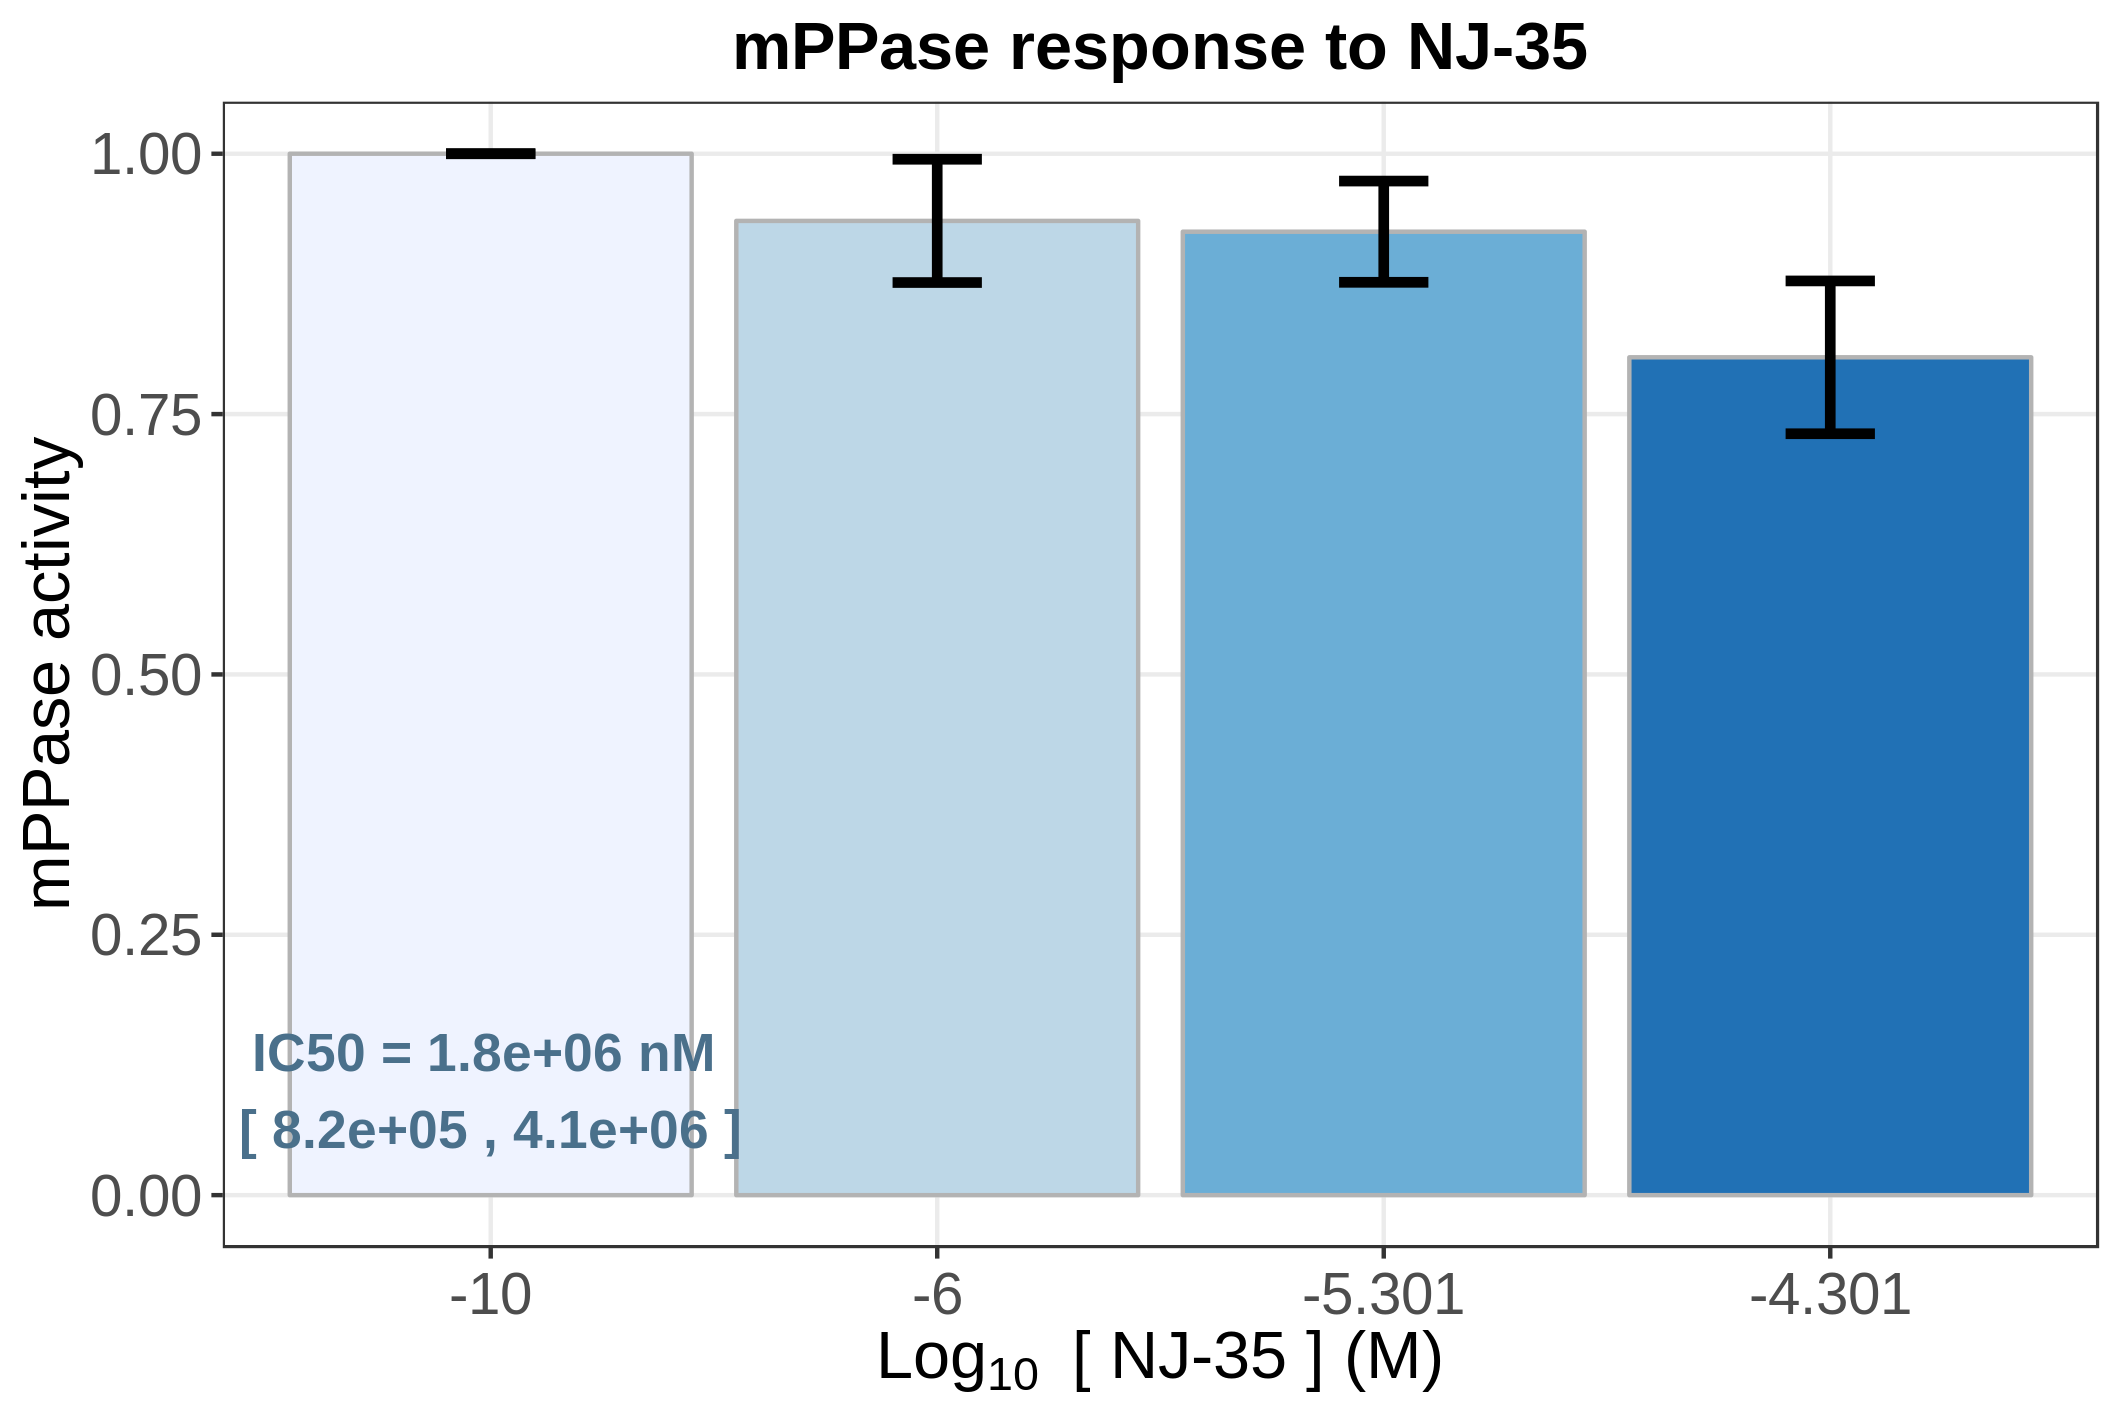 mPPase response to NJ-35
mPPase activity
1.00
0.75
0.50
0.25
0.00
IC50 = 1.8e+06 nM
[ 8.2e+05 , 4.1e+06 ]
-10
-6
-5.301
-4.301
Log10 [ NJ-35 ] (M)